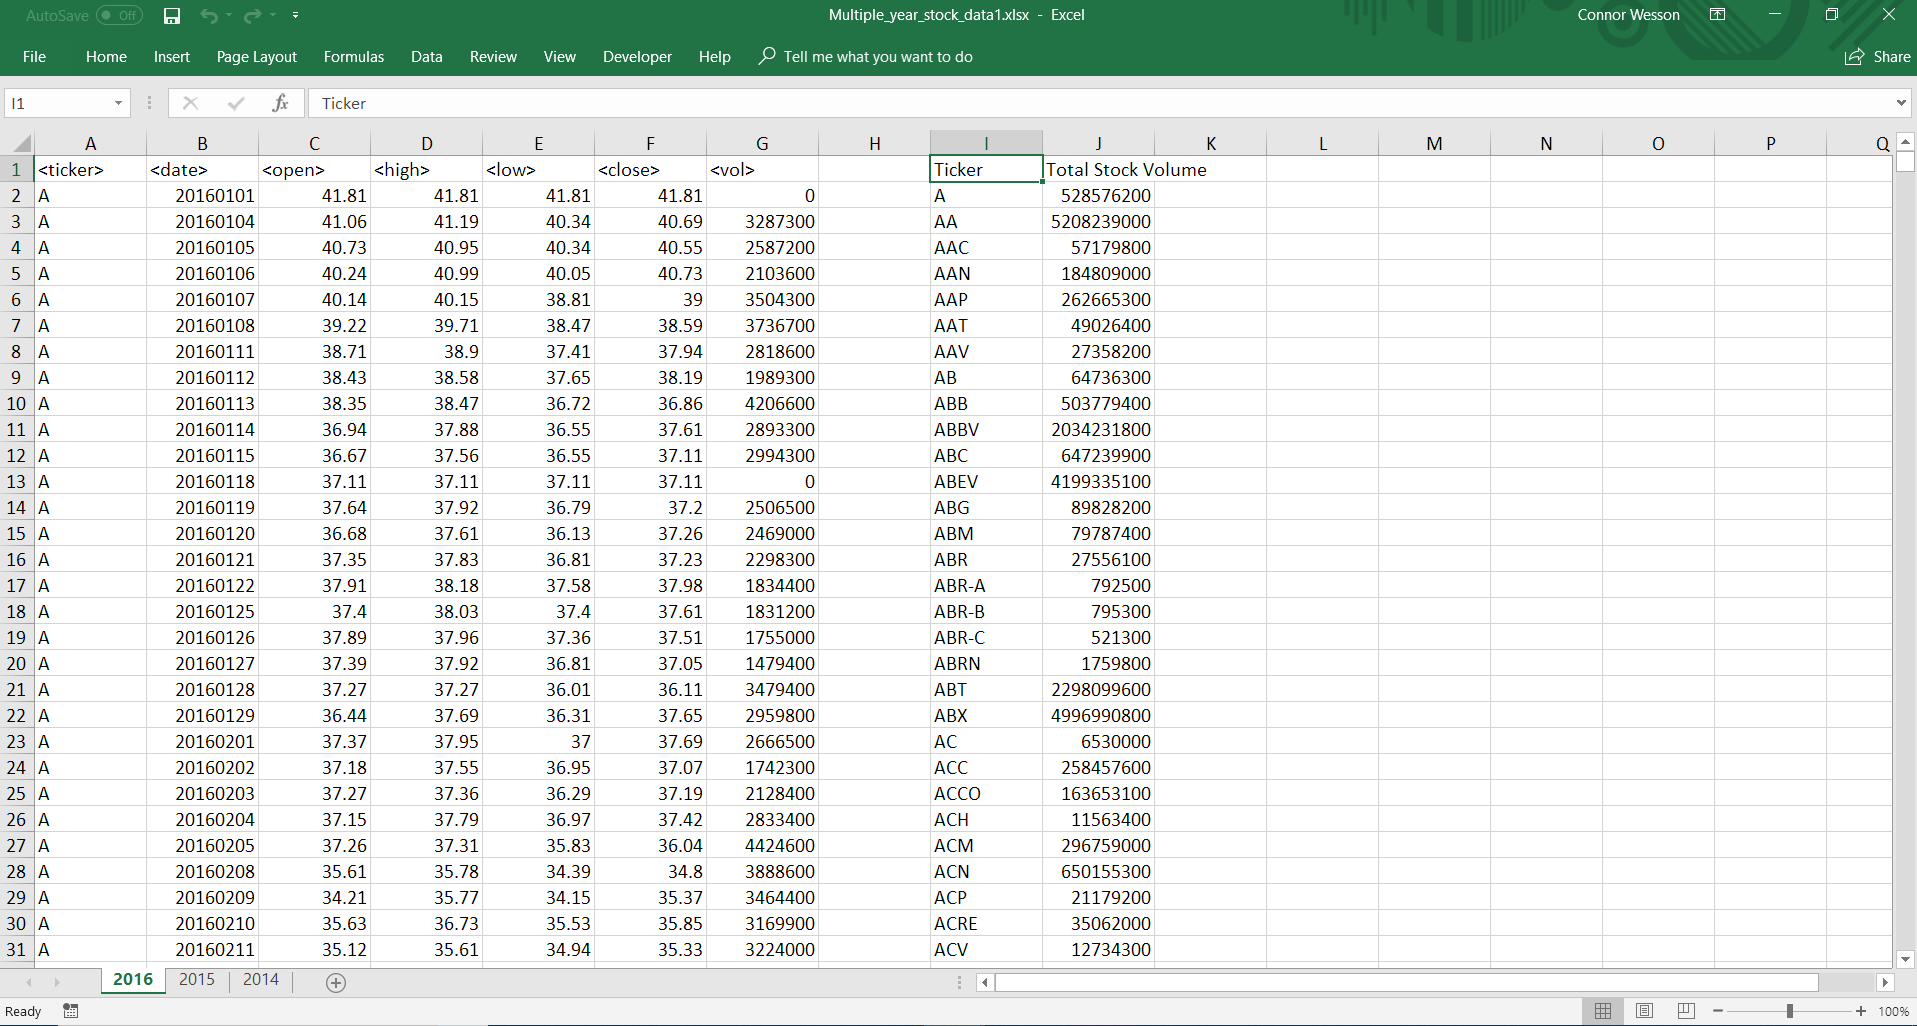 AutoSave Off Multiple_year_stock_data1.xlsx - Excel Connor Wesson
File Home Insert Page Layout Formulas Data Review View Developer Help Tell me what you want to do Share
I1 fx Ticker
A B C D E F G H I J K L M N O P Q
1 <ticker> <date> <open> <high> <low> <close> <vol> Ticker Total Stock Volume
2 A 20160101 41.81 41.81 41.81 41.81 0 A 528576200
3 A 20160104 41.06 41.19 40.34 40.69 3287300 AA 5208239000
4 A 20160105 40.73 40.95 40.34 40.55 2587200 AAC 57179800
5 A 20160106 40.24 40.99 40.05 40.73 2103600 AAN 184809000
6 A 20160107 40.14 40.15 38.81 39 3504300 AAP 262665300
7 A 20160108 39.22 39.71 38.47 38.59 3736700 AAT 49026400
8 A 20160111 38.71 38.9 37.41 37.94 2818600 AAV 27358200
9 A 20160112 38.43 38.58 37.65 38.19 1989300 AB 64736300
10 A 20160113 38.35 38.47 36.72 36.86 4206600 ABB 503779400
11 A 20160114 36.94 37.88 36.55 37.61 2893300 ABBV 2034231800
12 A 20160115 36.67 37.56 36.55 37.11 2994300 ABC 647239900
13 A 20160118 37.11 37.11 37.11 37.11 0 ABEV 4199335100
14 A 20160119 37.64 37.92 36.79 37.2 2506500 ABG 89828200
15 A 20160120 36.68 37.61 36.13 37.26 2469000 ABM 79787400
16 A 20160121 37.35 37.83 36.81 37.23 2298300 ABR 27556100
17 A 20160122 37.91 38.18 37.58 37.98 1834400 ABR-A 792500
18 A 20160125 37.4 38.03 37.4 37.61 1831200 ABR-B 795300
19 A 20160126 37.89 37.96 37.36 37.51 1755000 ABR-C 521300
20 A 20160127 37.39 37.92 36.81 37.05 1479400 ABRN 1759800
21 A 20160128 37.27 37.27 36.01 36.11 3479400 ABT 2298099600
22 A 20160129 36.44 37.69 36.31 37.65 2959800 ABX 4996990800
23 A 20160201 37.37 37.95 37 37.69 2666500 AC 6530000
24 A 20160202 37.18 37.55 36.95 37.07 1742300 ACC 258457600
25 A 20160203 37.27 37.36 36.29 37.19 2128400 ACCO 163653100
26 A 20160204 37.15 37.79 36.97 37.42 2833400 ACH 11563400
27 A 20160205 37.26 37.31 35.83 36.04 4424600 ACM 296759000
28 A 20160208 35.61 35.78 34.39 34.8 3888600 ACN 650155300
29 A 20160209 34.21 35.77 34.15 35.37 3464400 ACP 21179200
30 A 20160210 35.63 36.73 35.53 35.85 3169900 ACRE 35062000
31 A 20160211 35.12 35.61 34.94 35.33 3224000 ACV 12734300
2016 2015 2014
Ready 100%